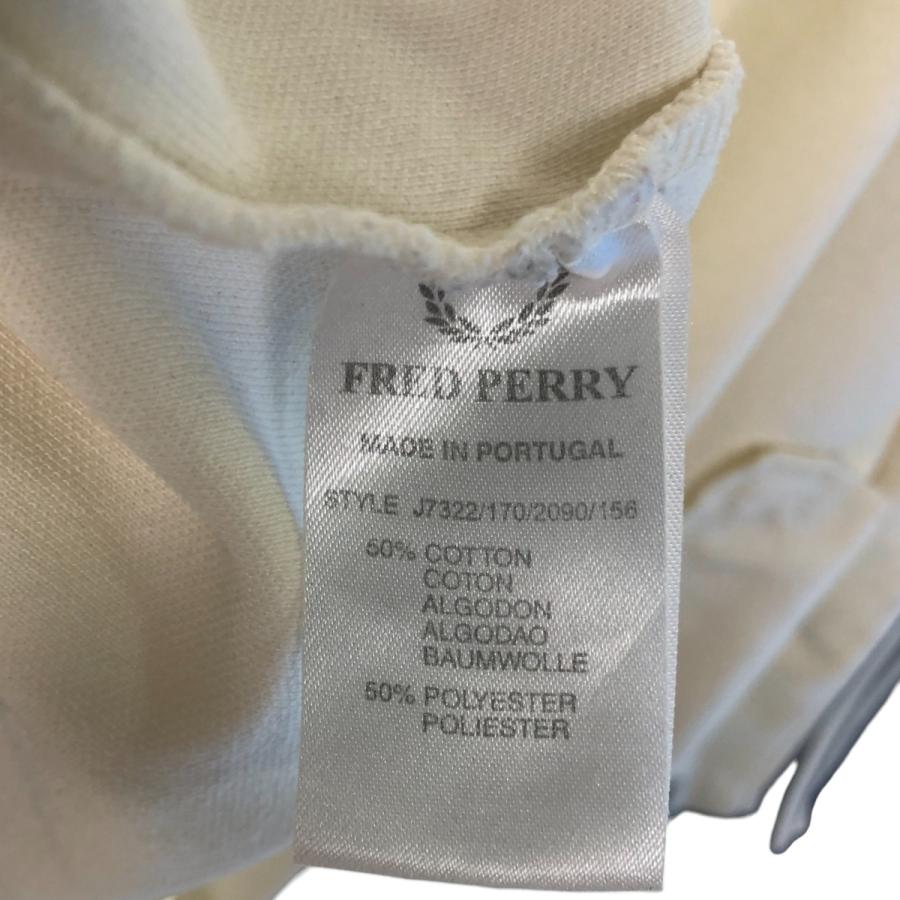 FRED PERRY
MADE IN PORTUGAL
STYLE J7322/170/2090/156
50% COTTON
COTON
ALGODON
ALGODAO
BAUMWOLLE
50% POLYESTER
POLIESTER